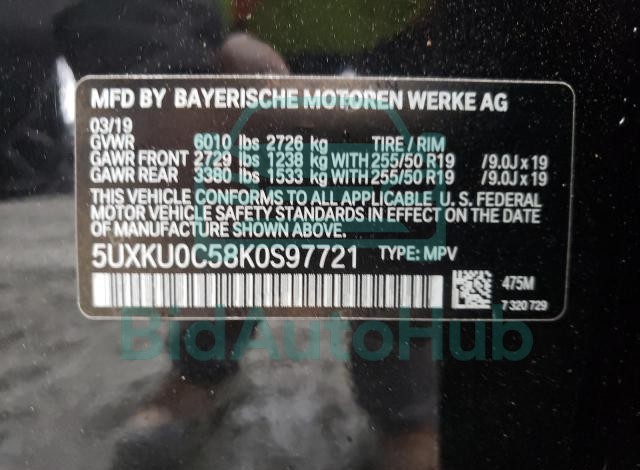 MFD BY BAYERISCHE MOTOREN WERKE AG
03/19
GVWR 6010 lbs 2726 kg TIRE / RIM
GAWR FRONT 2729 lbs 1238 kg WITH 255/50 R19 /9.0J x 19
GAWR REAR 3380 lbs 1533 kg WITH 255/50 R19 /9.0J x 19
THIS VEHICLE CONFORMS TO ALL APPLICABLE U. S. FEDERAL
MOTOR VEHICLE SAFETY STANDARDS IN EFFECT ON THE DATE
OF MANUFACTURE SHOWN ABOVE.
5UXKU0C58K0S97721 TYPE: MPV
475M
7 320 729
BidAutoHub